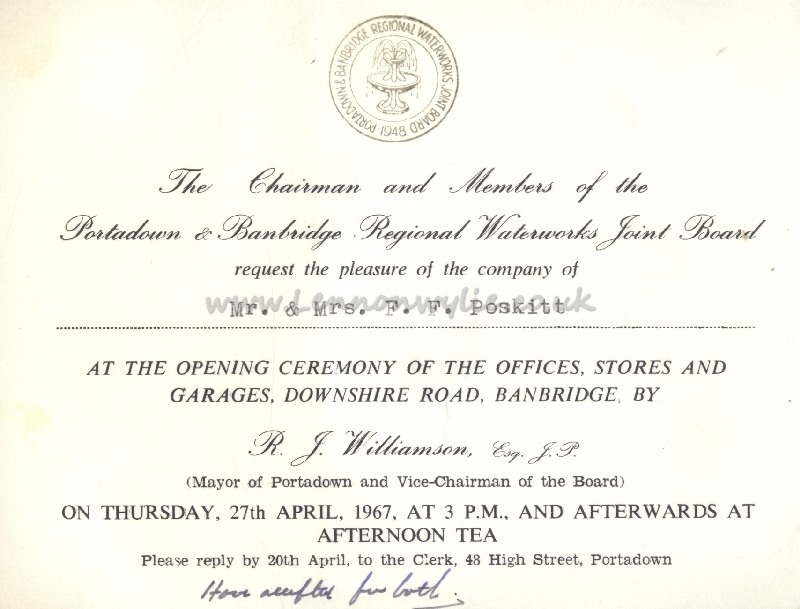 PORTADOWN & BANBRIDGE REGIONAL WATERWORKS JOINT BOARD
· 1948 ·
The Chairman and Members of the
Portadown & Banbridge Regional Waterworks Joint Board
request the pleasure of the company of
www.Lennonwylie.co.uk
Mr. & Mrs. F. F. Poskitt
AT THE OPENING CEREMONY OF THE OFFICES, STORES AND
GARAGES, DOWNSHIRE ROAD, BANBRIDGE, BY
R. J. Williamson, Esq. J.P.
(Mayor of Portadown and Vice-Chairman of the Board)
ON THURSDAY, 27th APRIL, 1967, AT 3 P.M., AND AFTERWARDS AT
AFTERNOON TEA
Please reply by 20th April, to the Clerk, 48 High Street, Portadown
Have accepted for both.